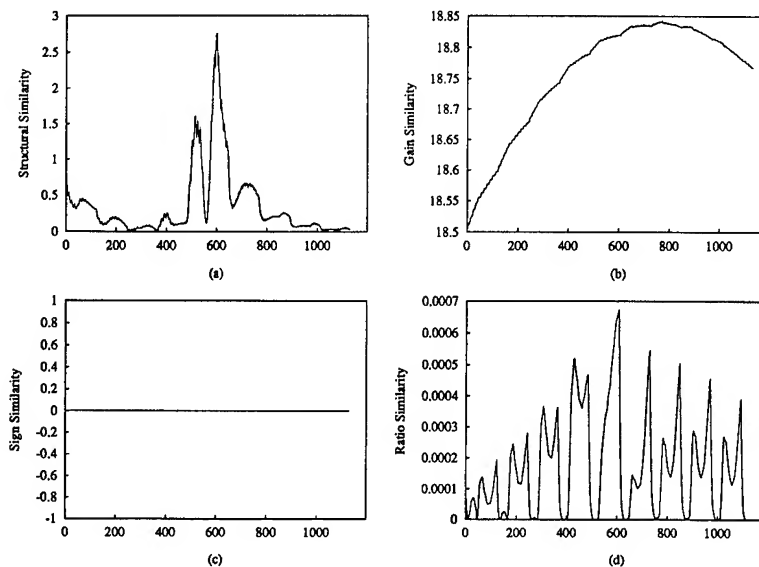 3
2.5
2
1.5
1
0.5
0
0 200 400 600 800 1000
Structural Similarity
(a)
18.85
18.8
18.75
18.7
18.65
18.6
18.55
18.5
0 200 400 600 800 1000
Gain Similarity
(b)
1
0.8
0.6
0.4
0.2
0
-0.2
-0.4
-0.6
-0.8
-1
0 200 400 600 800 1000
Sign Similarity
(c)
0.0007
0.0006
0.0005
0.0004
0.0003
0.0002
0.0001
0
0 200 400 600 800 1000
Ratio Similarity
(d)